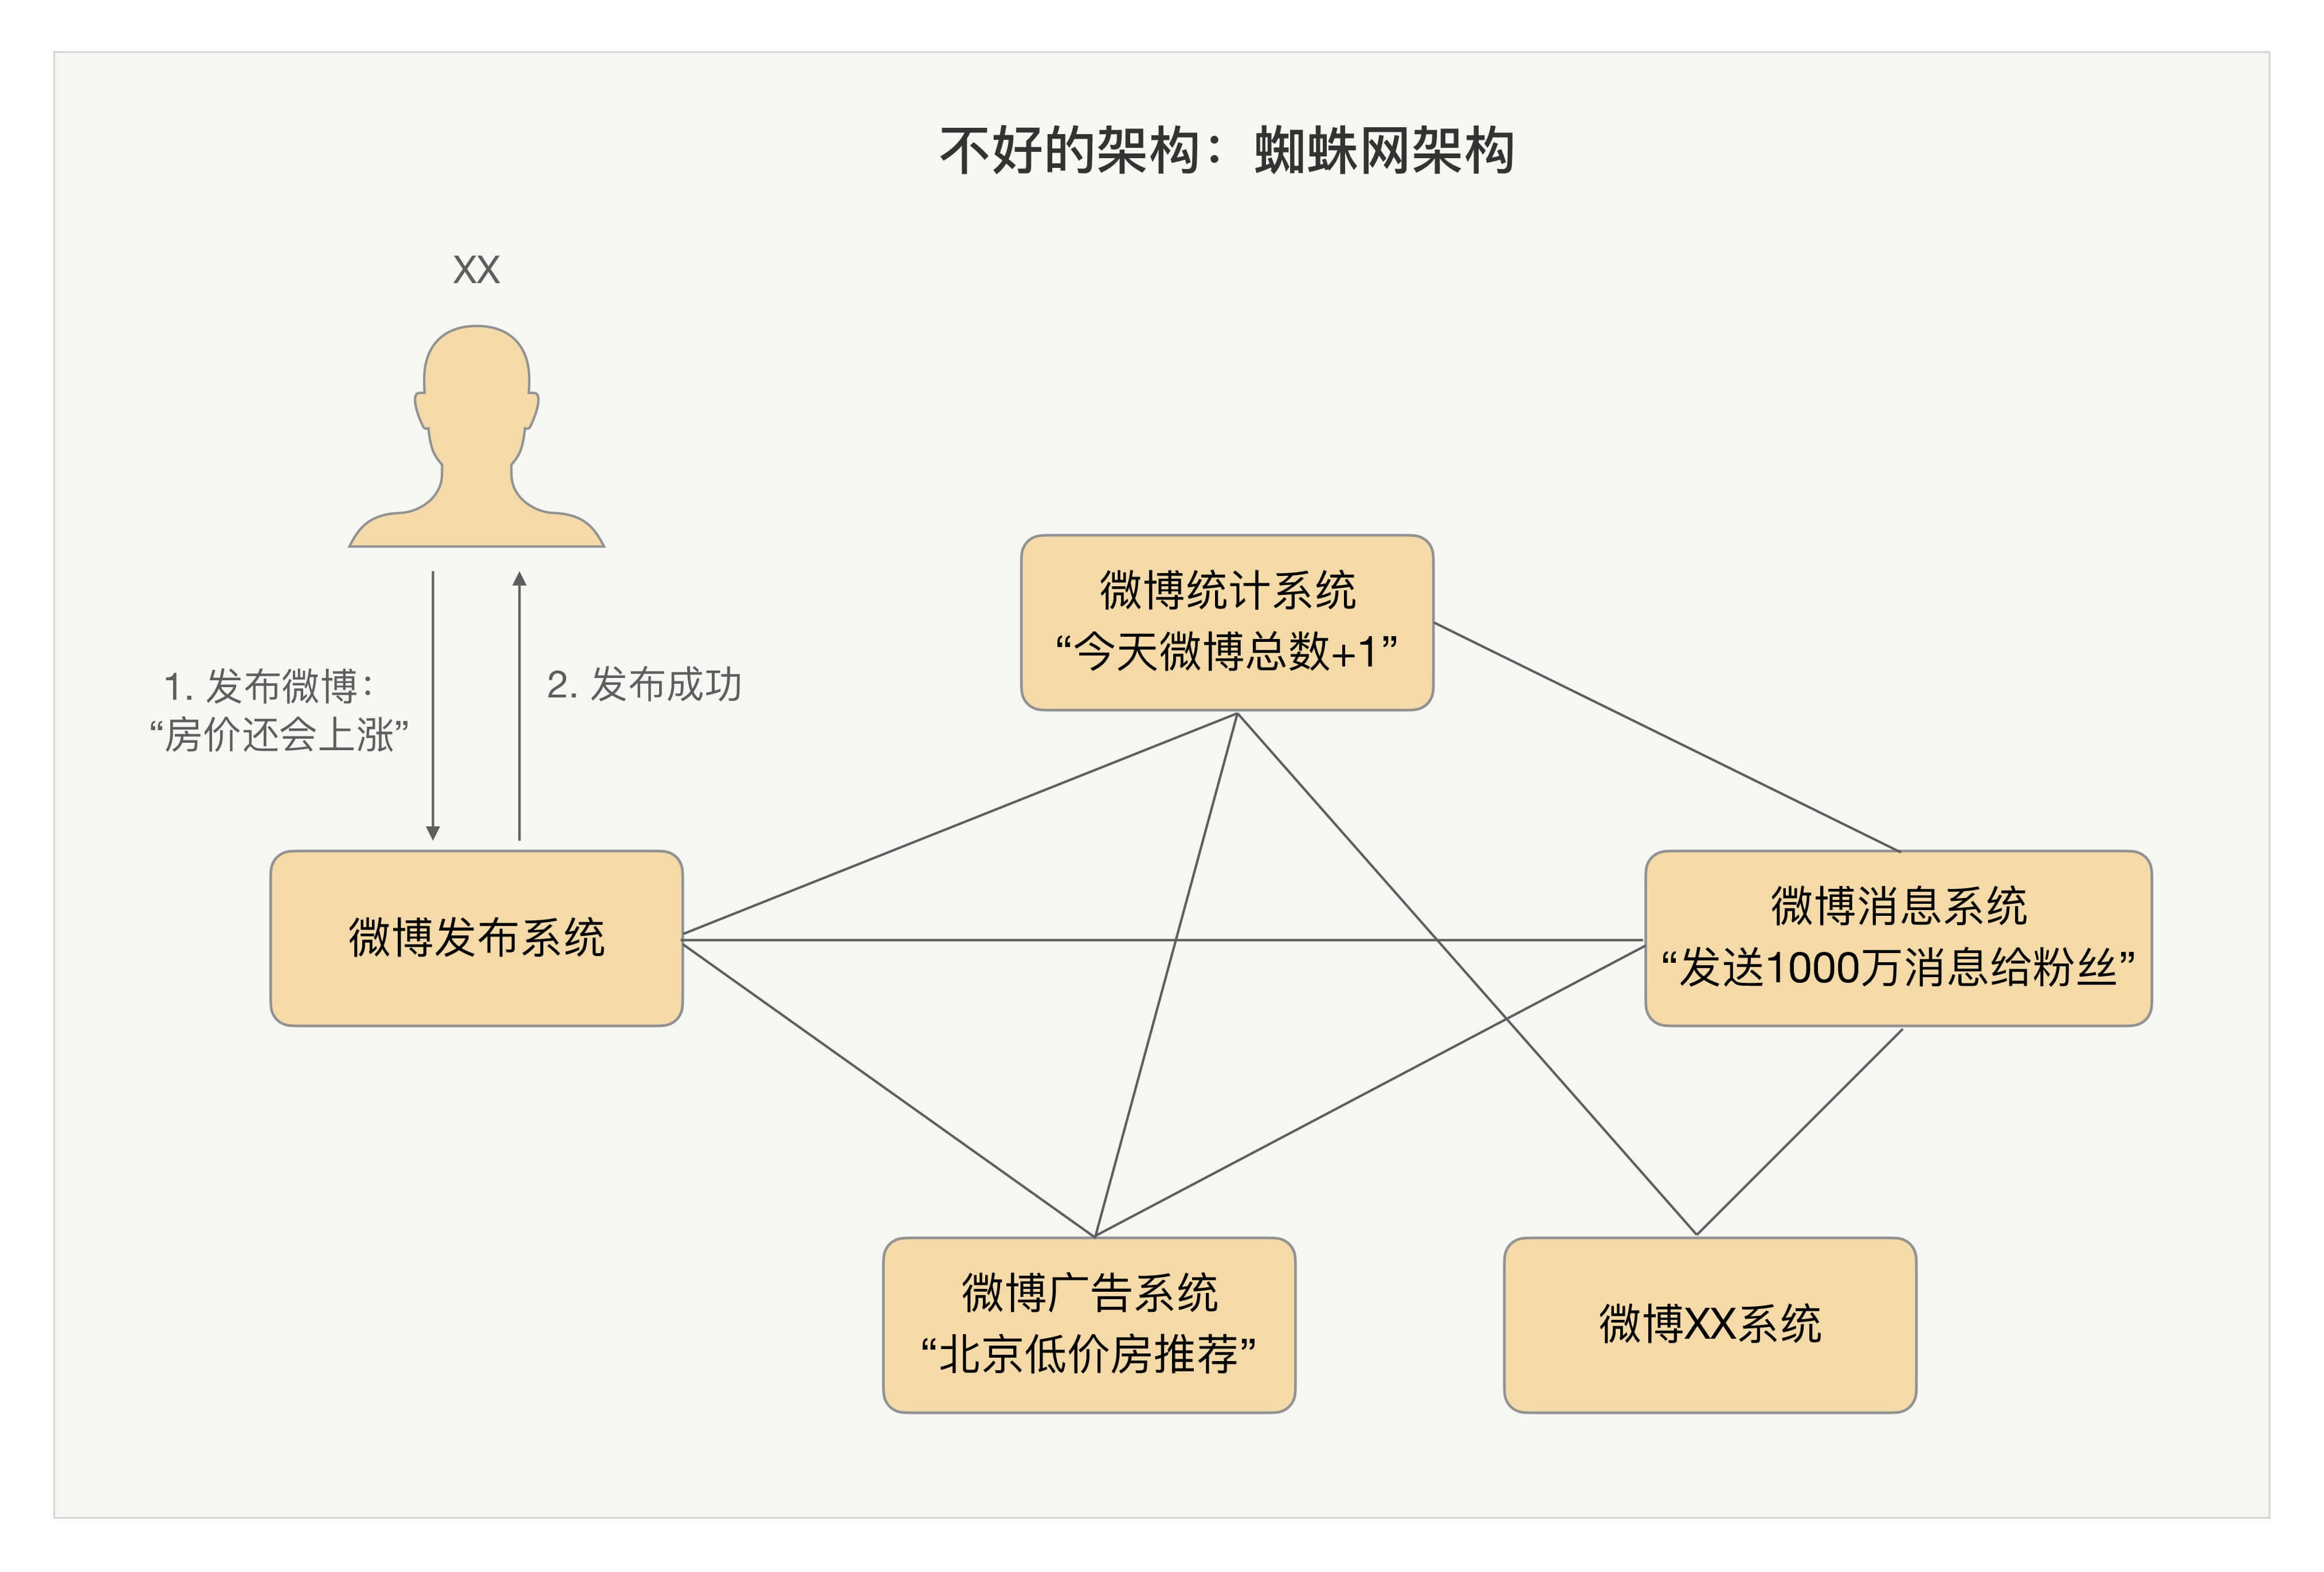 不好的架构：蜘蛛网架构
XX
1. 发布微博：
“房价还会上涨”
2. 发布成功
微博统计系统
“今天微博总数+1”
微博发布系统
微博消息系统
“发送1000万消息给粉丝”
微博广告系统
“北京低价房推荐”
微博XX系统